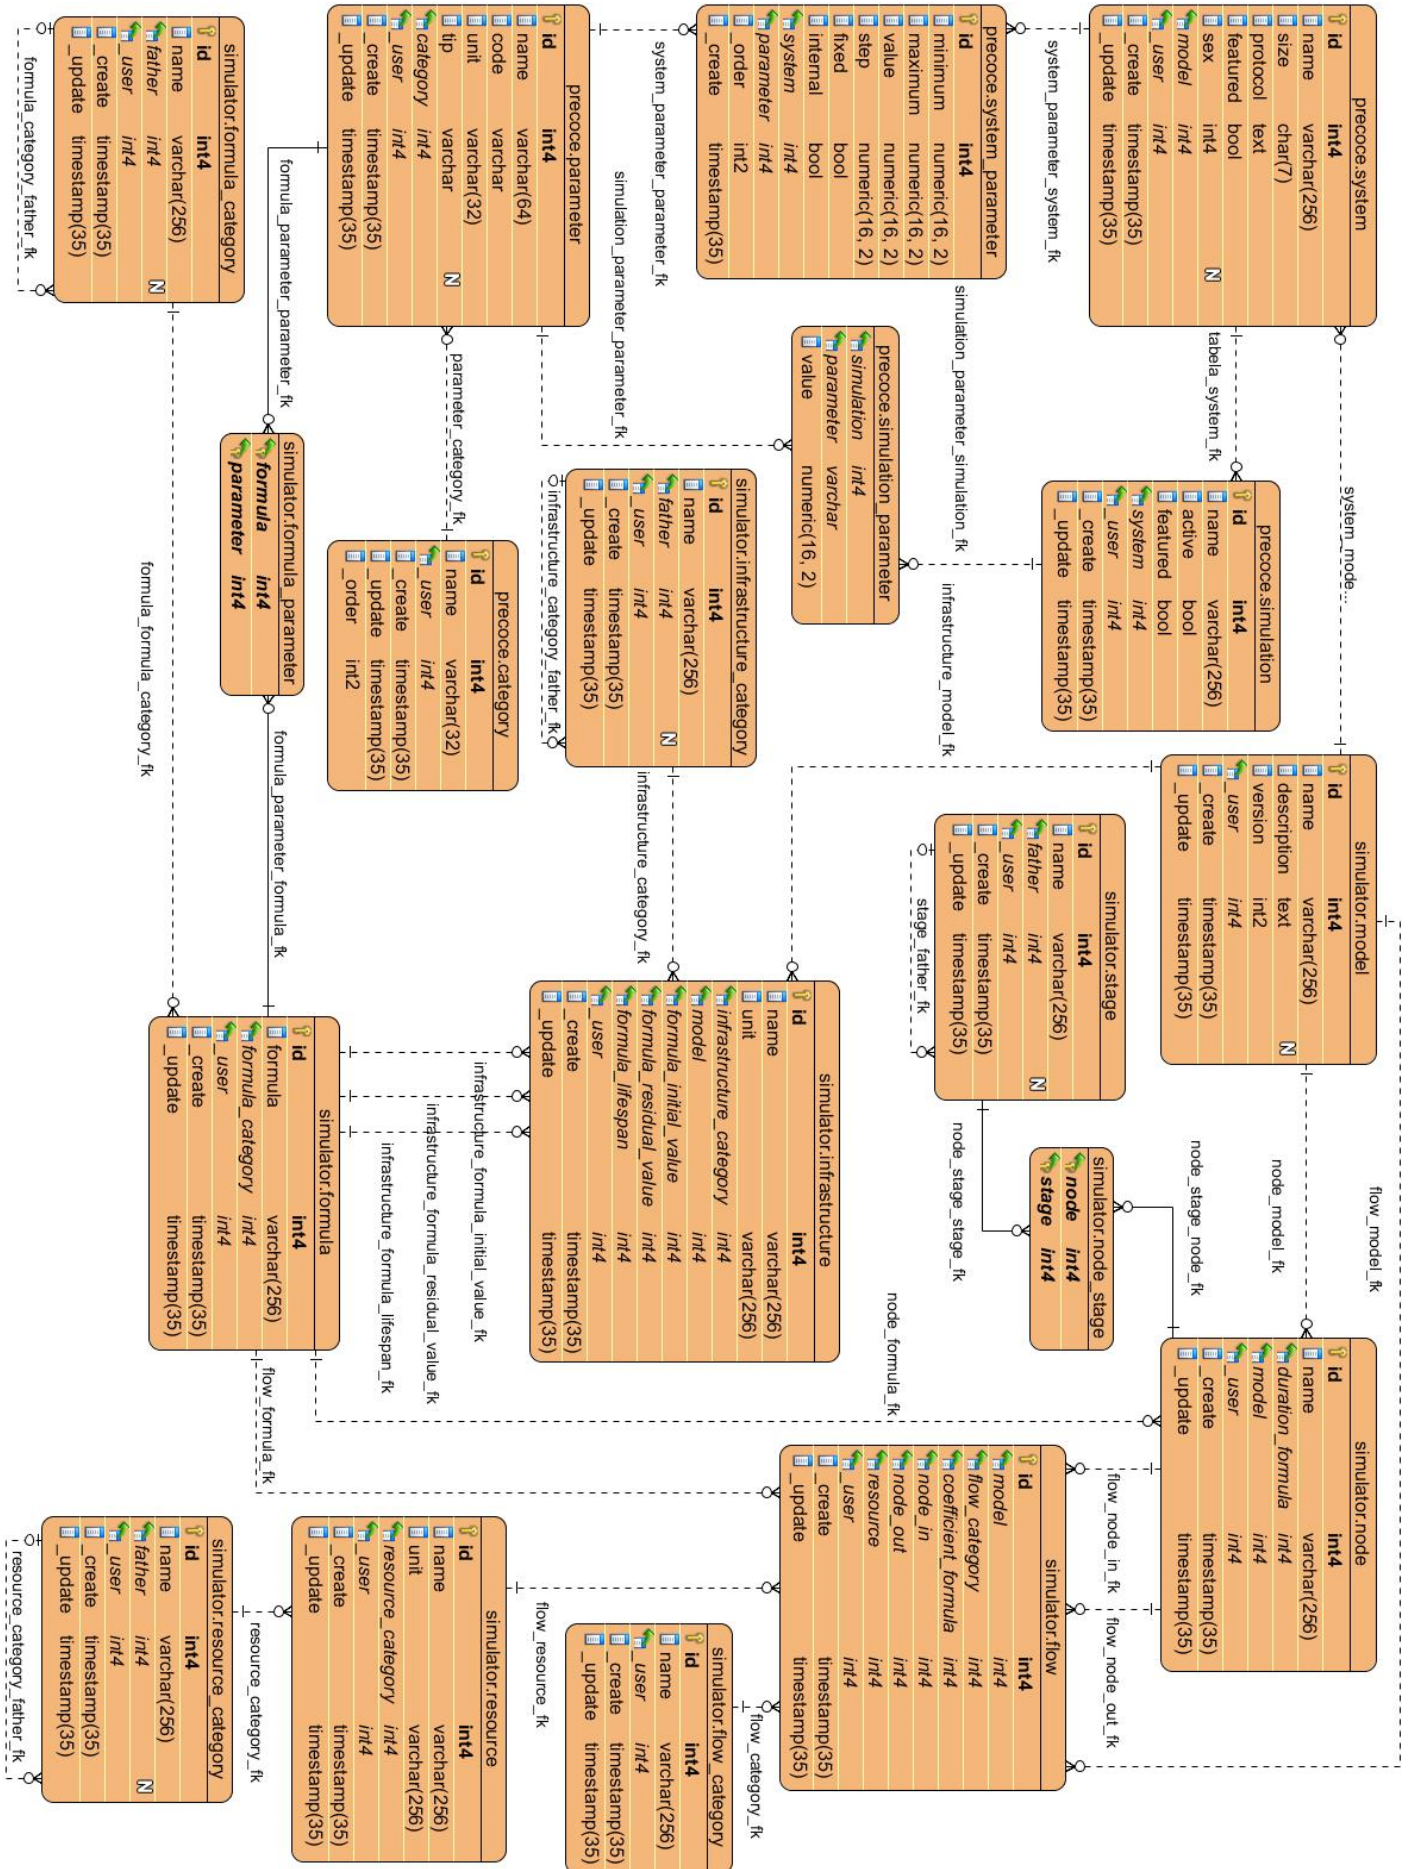 precoce.system
id int4
name varchar(256)
size char(7)
protocol text
featured bool
sex int4 N
model int4
_user int4
_create timestamp(35)
_update timestamp(35)
system_parameter_system_fk
precoce.system_parameter
id int4
minimum numeric(16, 2)
maximum numeric(16, 2)
value numeric(16, 2)
step numeric(16, 2)
fixed bool
internal bool
system int4
parameter int4
_order int2
_create timestamp(35)
system_parameter_fk
precoce.parameter
id int4
name varchar(64)
code varchar
unit varchar(32)
tip varchar N
category int4
_user int4
_create timestamp(35)
_update timestamp(35)
formula_parameter_parameter_fk
simulator.formula_category
id int4
name varchar(256)
father int4 N
_user int4
_create timestamp(35)
_update timestamp(35)
formula_category_father_fk
system_mode...
tabela_system_fk
simulation_parameter_simulation_fk
simulation_parameter_parameter_fk
parameter_category_fk
precoce.simulation
id int4
name varchar(256)
active bool
featured bool
system int4
_user int4
_create timestamp(35)
_update timestamp(35)
precoce.simulation_parameter
simulation int4
parameter varchar
value numeric(16, 2)
simulator.infrastructure_category
id int4
name varchar(256)
father int4 N
_user int4
_create timestamp(35)
_update timestamp(35)
infrastructure_category_father_fk
precoce.category
id int4
name varchar(32)
_user int4
_create timestamp(35)
_update timestamp(35)
_order int2
simulator.formula_parameter
formula int4
parameter int4
formula_formula_category_fk
formula_parameter_formula_fk
infrastructure_category_fk
infrastructure_model_fk
simulator.model
id int4
name varchar(256)
description text N
version int2
_user int4
_create timestamp(35)
_update timestamp(35)
simulator.stage
id int4
name varchar(256)
father int4 N
_user int4
_create timestamp(35)
_update timestamp(35)
stage_father_fk
simulator.infrastructure
id int4
name varchar(256)
unit varchar(256)
infrastructure_category int4
model int4
formula_initial_value int4
formula_residual_value int4
formula_lifespan int4
_user int4
_create timestamp(35)
_update timestamp(35)
simulator.formula
id int4
formula varchar(256)
formula_category int4
_user int4
_create timestamp(35)
_update timestamp(35)
infrastructure_formula_initial_value_fk
infrastructure_formula_residual_value_fk
infrastructure_formula_lifespan_fk
flow_model_fk
node_model_fk
node_stage_node_fk
simulator.node_stage
node int4
stage int4
node_stage_stage_fk
node_formula_fk
flow_formula_fk
simulator.node
id int4
name varchar(256)
duration_formula int4
model int4
_user int4
_create timestamp(35)
_update timestamp(35)
flow_node_in_fk
flow_node_out_fk
simulator.flow
id int4
model int4
flow_category int4
coefficient_formula int4
node_in int4
node_out int4
resource int4
_user int4
_create timestamp(35)
_update timestamp(35)
flow_category_fk
simulator.flow_category
id int4
name varchar(256)
_user int4
_create timestamp(35)
_update timestamp(35)
flow_resource_fk
simulator.resource
id int4
name varchar(256)
unit varchar(256)
resource_category int4
_user int4
_create timestamp(35)
_update timestamp(35)
resource_category_fk
simulator.resource_category
id int4
name varchar(256)
father int4 N
_user int4
_create timestamp(35)
_update timestamp(35)
resource_category_father_fk